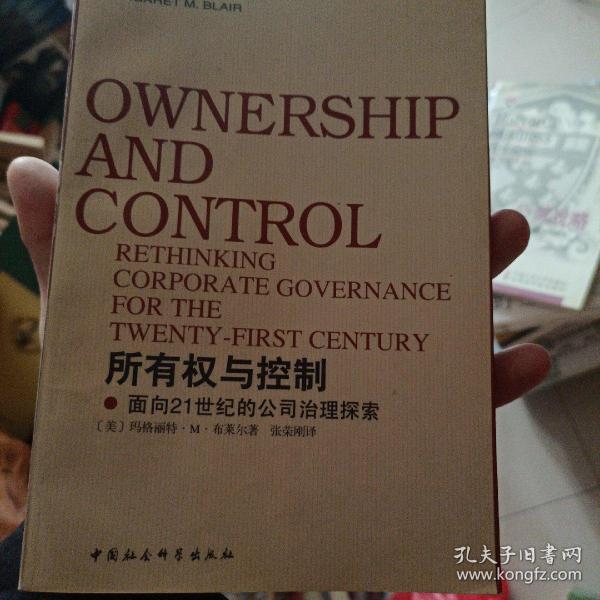 MARGARET M. BLAIR
OWNERSHIP
AND
CONTROL
RETHINKING
CORPORATE GOVERNANCE
FOR THE
TWENTY-FIRST CENTURY
所有权与控制
● 面向21世纪的公司治理探索
〔美〕玛格丽特·M·布莱尔著 张荣刚译
中国社会科学出版社
孔夫子旧书网
www.kongfz.com